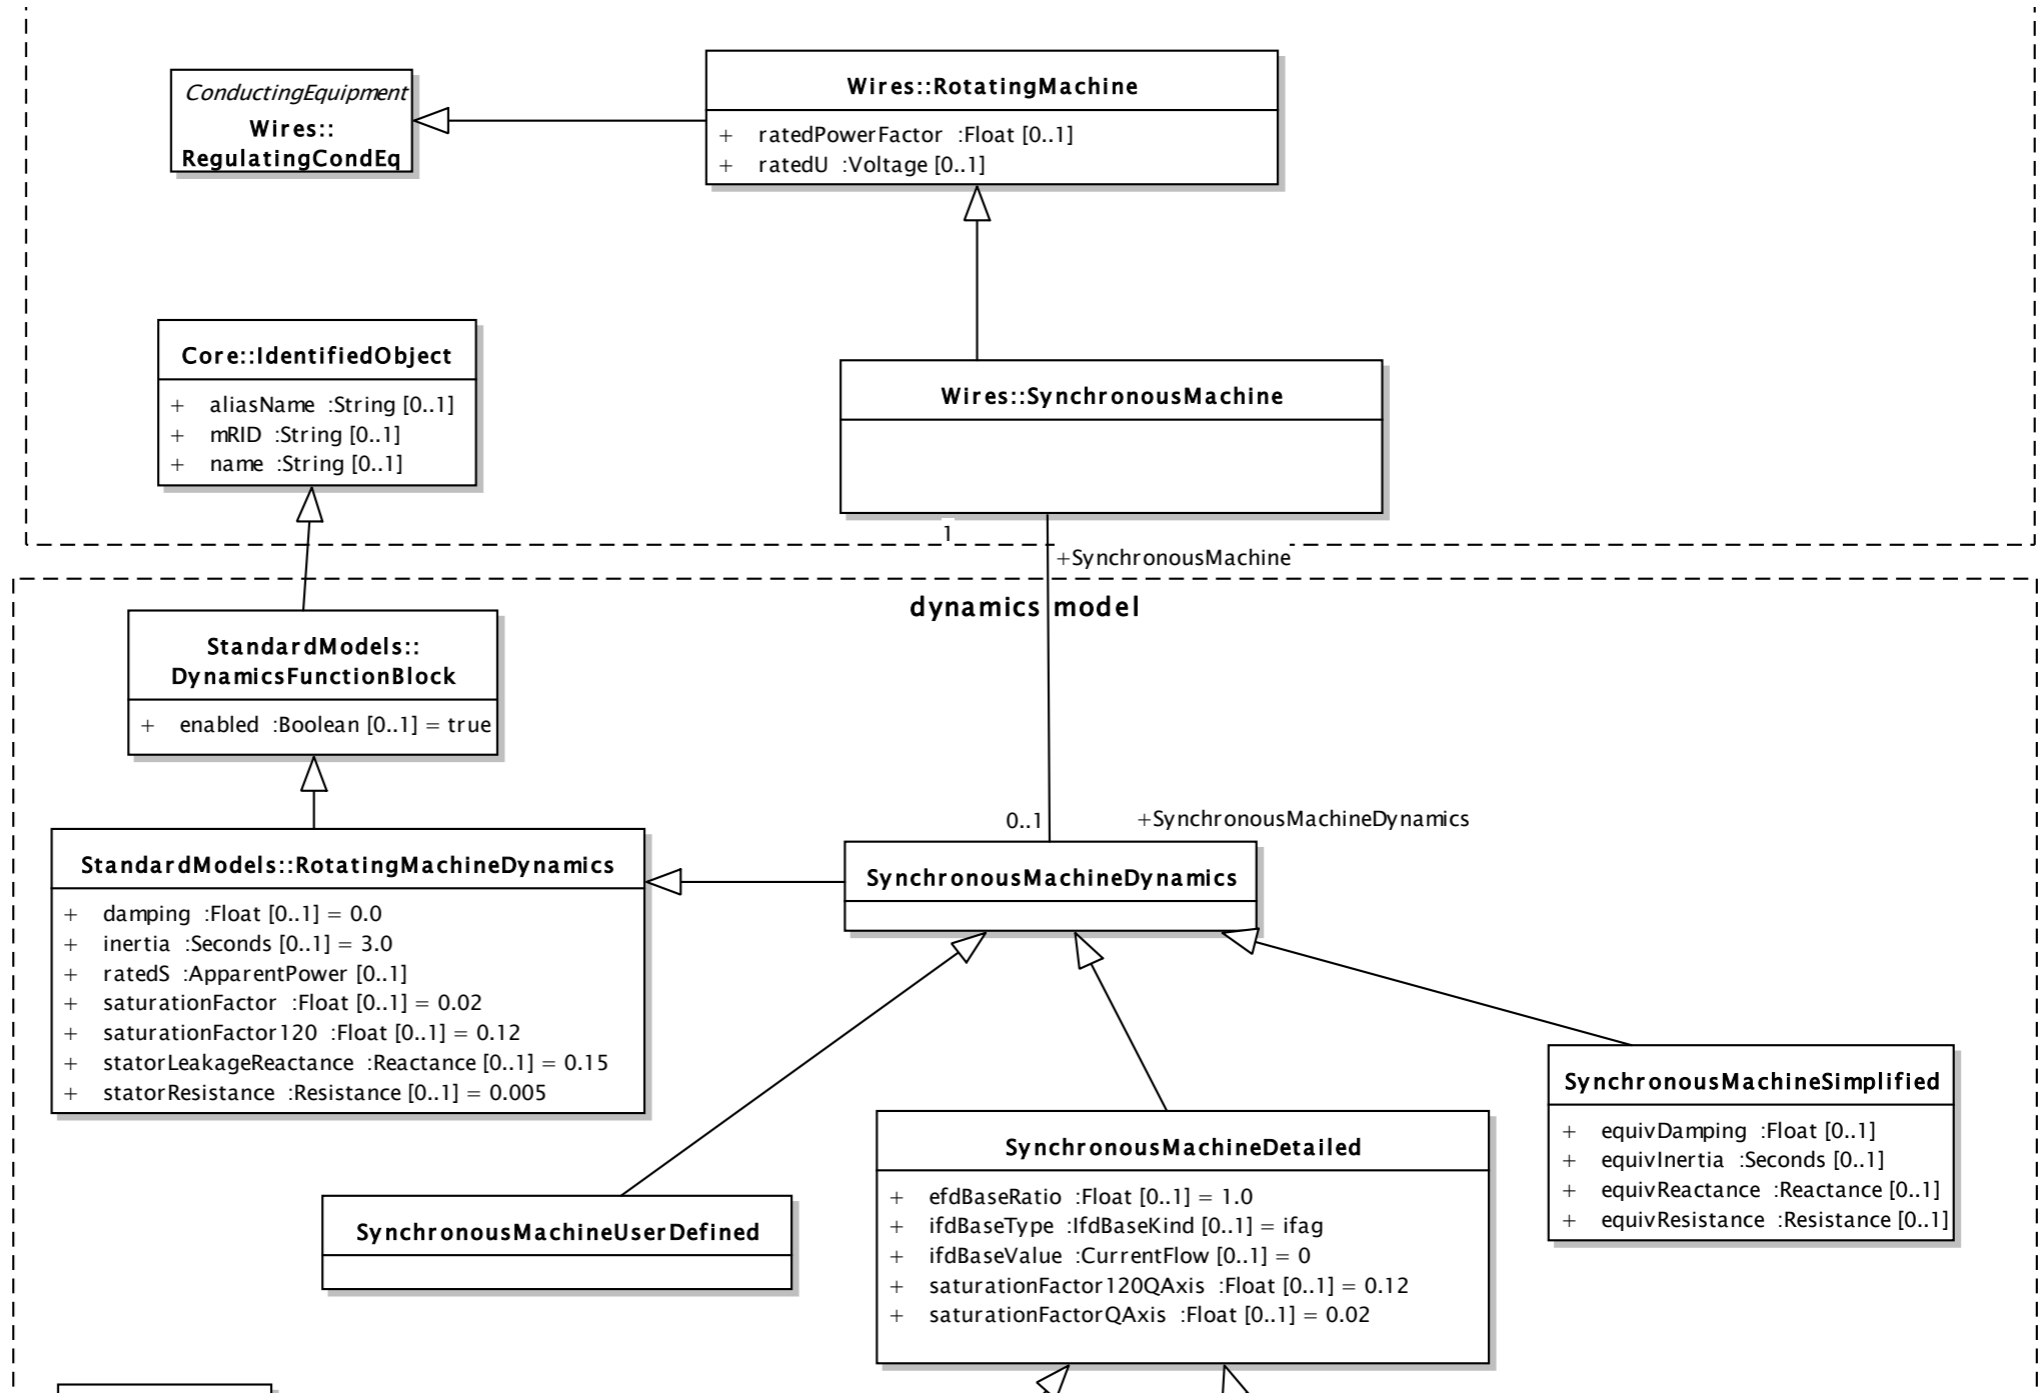 ConductingEquipment
Wires::
RegulatingCondEq
Wires::RotatingMachine
+ ratedPowerFactor :Float [0..1]
+ ratedU :Voltage [0..1]
Core::IdentifiedObject
+ aliasName :String [0..1]
+ mRID :String [0..1]
+ name :String [0..1]
Wires::SynchronousMachine
1
+SynchronousMachine
dynamics model
StandardModels::
DynamicsFunctionBlock
+ enabled :Boolean [0..1] = true
0..1
+SynchronousMachineDynamics
StandardModels::RotatingMachineDynamics
+ damping :Float [0..1] = 0.0
+ inertia :Seconds [0..1] = 3.0
+ ratedS :ApparentPower [0..1]
+ saturationFactor :Float [0..1] = 0.02
+ saturationFactor120 :Float [0..1] = 0.12
+ statorLeakageReactance :Reactance [0..1] = 0.15
+ statorResistance :Resistance [0..1] = 0.005
SynchronousMachineDynamics
SynchronousMachineSimplified
+ equivDamping :Float [0..1]
+ equivInertia :Seconds [0..1]
+ equivReactance :Reactance [0..1]
+ equivResistance :Resistance [0..1]
SynchronousMachineUserDefined
SynchronousMachineDetailed
+ efdBaseRatio :Float [0..1] = 1.0
+ ifdBaseType :IfdBaseKind [0..1] = ifag
+ ifdBaseValue :CurrentFlow [0..1] = 0
+ saturationFactor120QAxis :Float [0..1] = 0.12
+ saturationFactorQAxis :Float [0..1] = 0.02